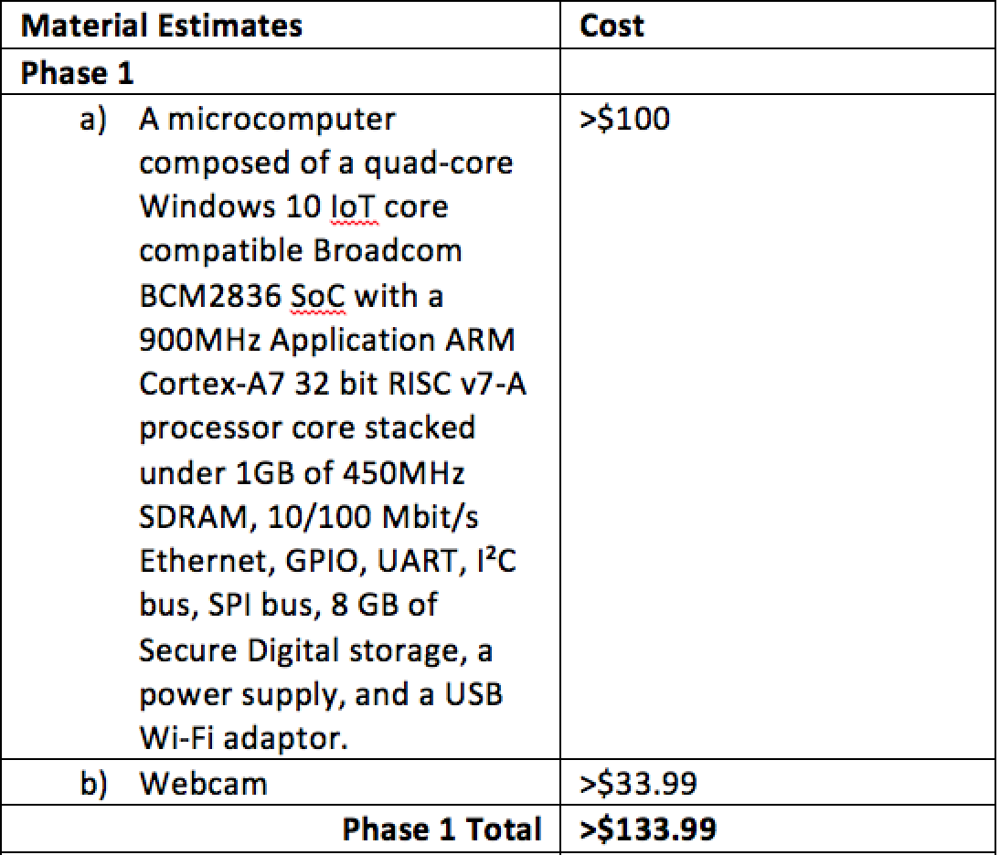 Material Estimates Cost
Phase 1
a) A microcomputer >$100
composed of a quad-core
Windows 10 IoT core
compatible Broadcom
BCM2836 SoC with a
900MHz Application ARM
Cortex-A7 32 bit RISC v7-A
processor core stacked
under 1GB of 450MHz
SDRAM, 10/100 Mbit/s
Ethernet, GPIO, UART, I²C
bus, SPI bus, 8 GB of
Secure Digital storage, a
power supply, and a USB
Wi-Fi adaptor.
b) Webcam >$33.99
Phase 1 Total >$133.99